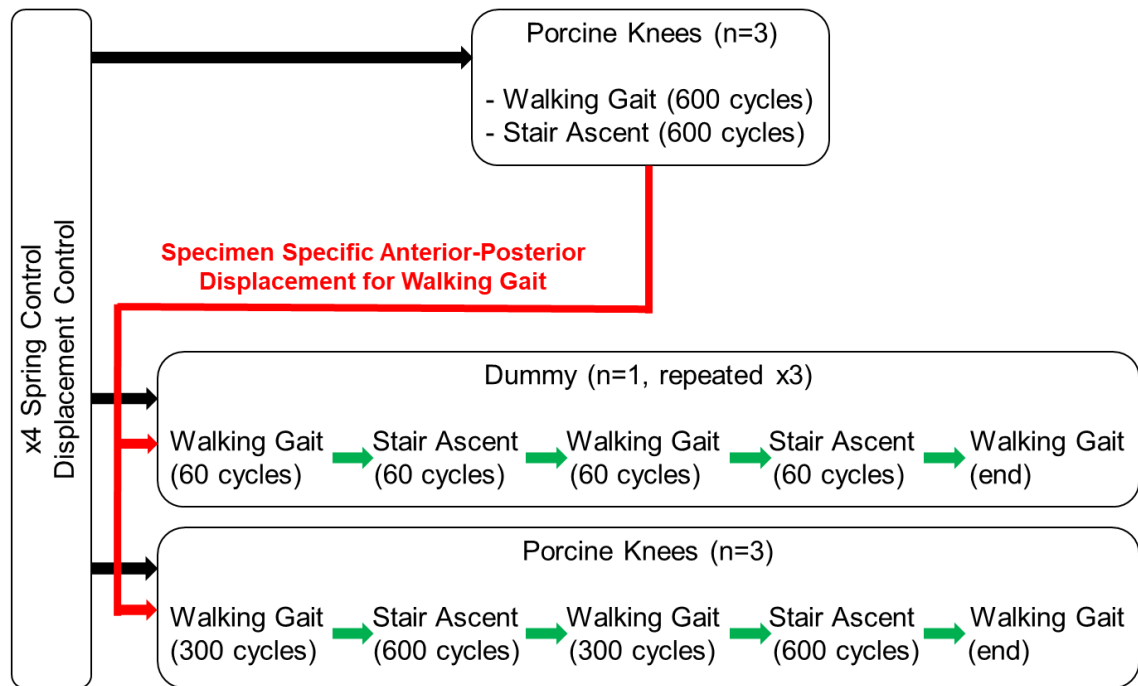 x4 Spring Control
Displacement Control
Porcine Knees (n=3)
- Walking Gait (600 cycles)
- Stair Ascent (600 cycles)
Specimen Specific Anterior-Posterior
Displacement for Walking Gait
Dummy (n=1, repeated x3)
Walking Gait Stair Ascent Walking Gait Stair Ascent Walking Gait
(60 cycles) (60 cycles) (60 cycles) (60 cycles) (end)
Porcine Knees (n=3)
Walking Gait Stair Ascent Walking Gait Stair Ascent Walking Gait
(300 cycles) (600 cycles) (300 cycles) (600 cycles) (end)